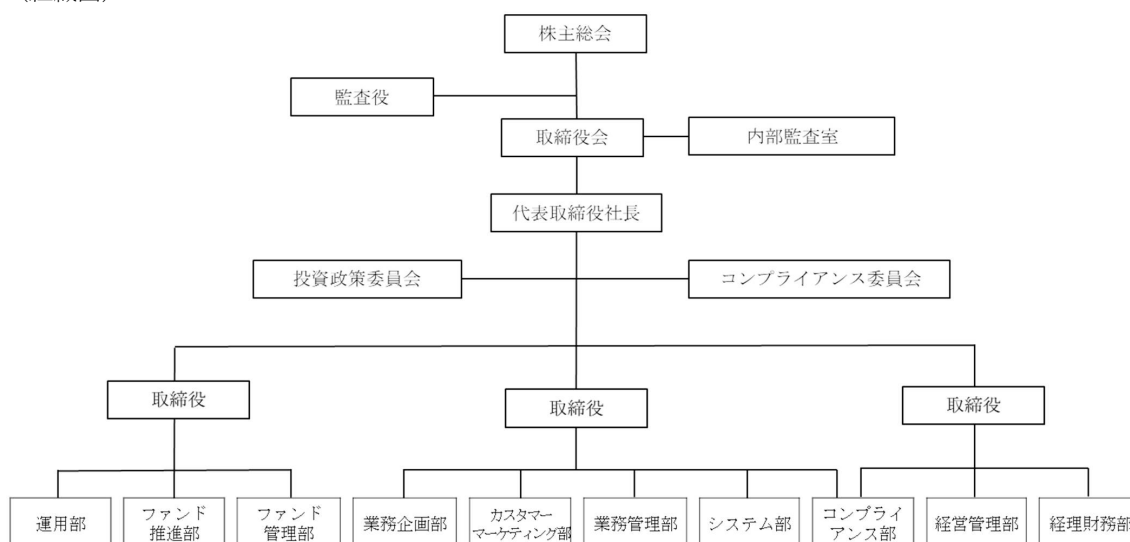 株主総会
監査役
取締役会
内部監査室
代表取締役社長
投資政策委員会
コンプライアンス委員会
取締役
取締役
取締役
運用部
ファンド
推進部
ファンド
管理部
業務企画部
カスタマー
マーケティング部
業務管理部
システム部
コンプライ
アンス部
経営管理部
経理財務部